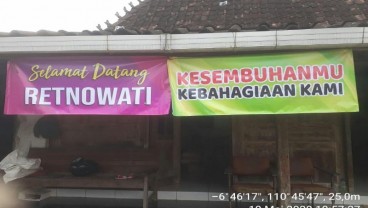 Selamat Datang
RETNOWATI
KESEMBUHANMU
KEBAHAGIAAN KAMI
-6°46'17", 110°45'47", 25,0m